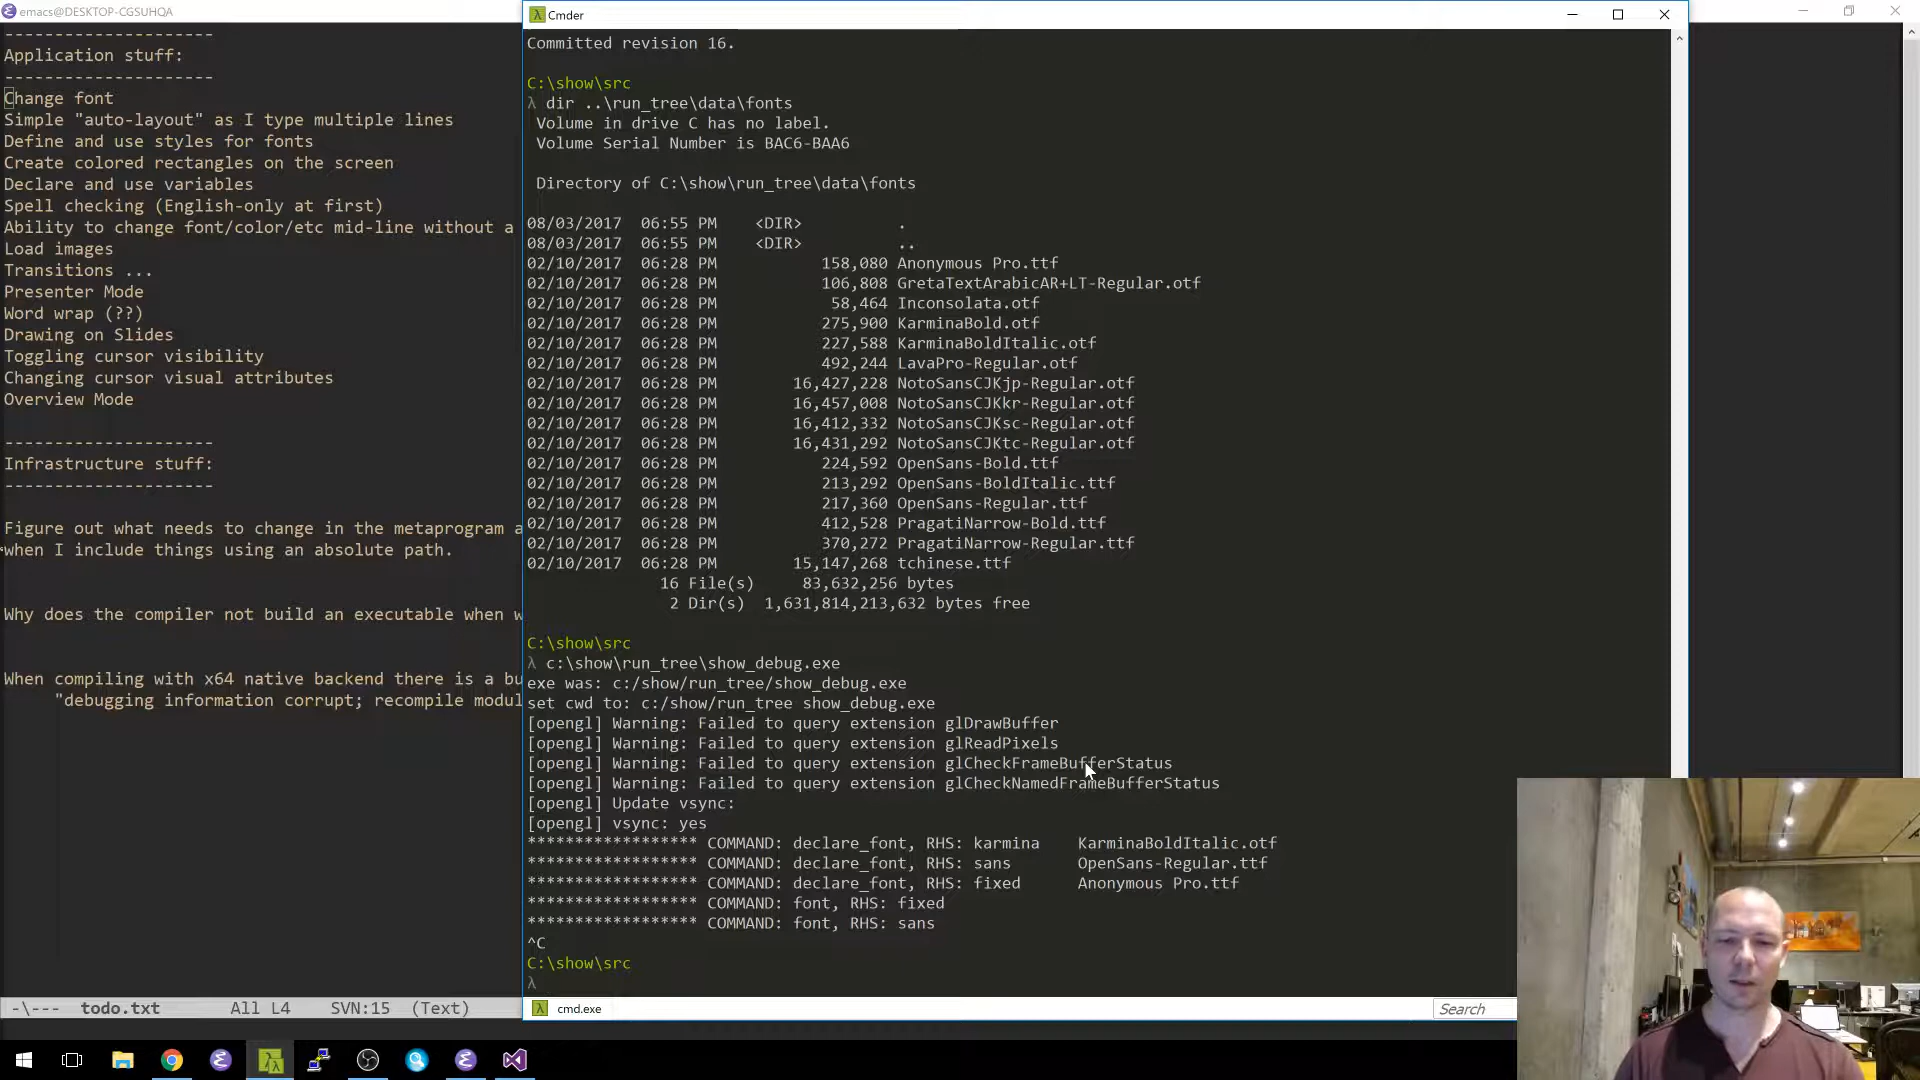 emacs@DESKTOP-CGSUHQA
--------------------
Application stuff:
--------------------
Change font
Simple "auto-layout" as I type multiple lines
Define and use styles for fonts
Create colored rectangles on the screen
Declare and use variables
Spell checking (English-only at first)
Ability to change font/color/etc mid-line without a
Load images
Transitions ...
Presenter Mode
Word wrap (??)
Drawing on Slides
Toggling cursor visibility
Changing cursor visual attributes
Overview Mode
--------------------
Infrastructure stuff:
--------------------
Figure out what needs to change in the metaprogram a
when I include things using an absolute path.
Why does the compiler not build an executable when w
When compiling with x64 native backend there is a bu
"debugging information corrupt; recompile modul
-\--- todo.txt All L4 SVN:15 (Text)
Cmder
Committed revision 16.
C:\show\src
λ dir ..\run_tree\data\fonts
Volume in drive C has no label.
Volume Serial Number is BAC6-BAA6
Directory of C:\show\run_tree\data\fonts
08/03/2017 06:55 PM <DIR> .
08/03/2017 06:55 PM <DIR> ..
02/10/2017 06:28 PM 158,080 Anonymous Pro.ttf
02/10/2017 06:28 PM 106,808 GretaTextArabicAR+LT-Regular.otf
02/10/2017 06:28 PM 58,464 Inconsolata.otf
02/10/2017 06:28 PM 275,900 KarminaBold.otf
02/10/2017 06:28 PM 227,588 KarminaBoldItalic.otf
02/10/2017 06:28 PM 492,244 LavaPro-Regular.otf
02/10/2017 06:28 PM 16,427,228 NotoSansCJKjp-Regular.otf
02/10/2017 06:28 PM 16,457,008 NotoSansCJKkr-Regular.otf
02/10/2017 06:28 PM 16,412,332 NotoSansCJKsc-Regular.otf
02/10/2017 06:28 PM 16,431,292 NotoSansCJKtc-Regular.otf
02/10/2017 06:28 PM 224,592 OpenSans-Bold.ttf
02/10/2017 06:28 PM 213,292 OpenSans-BoldItalic.ttf
02/10/2017 06:28 PM 217,360 OpenSans-Regular.ttf
02/10/2017 06:28 PM 412,528 PragatiNarrow-Bold.ttf
02/10/2017 06:28 PM 370,272 PragatiNarrow-Regular.ttf
02/10/2017 06:28 PM 15,147,268 tchinese.ttf
16 File(s) 83,632,256 bytes
2 Dir(s) 1,631,814,213,632 bytes free
C:\show\src
λ c:\show\run_tree\show_debug.exe
exe was: c:/show/run_tree/show_debug.exe
set cwd to: c:/show/run_tree show_debug.exe
[opengl] Warning: Failed to query extension glDrawBuffer
[opengl] Warning: Failed to query extension glReadPixels
[opengl] Warning: Failed to query extension glCheckFrameBufferStatus
[opengl] Warning: Failed to query extension glCheckNamedFrameBufferStatus
[opengl] Update vsync:
[opengl] vsync: yes
****************** COMMAND: declare_font, RHS: karmina KarminaBoldItalic.otf
****************** COMMAND: declare_font, RHS: sans OpenSans-Regular.ttf
****************** COMMAND: declare_font, RHS: fixed Anonymous Pro.ttf
****************** COMMAND: font, RHS: fixed
****************** COMMAND: font, RHS: sans
^C
C:\show\src
λ
cmd.exe
Search